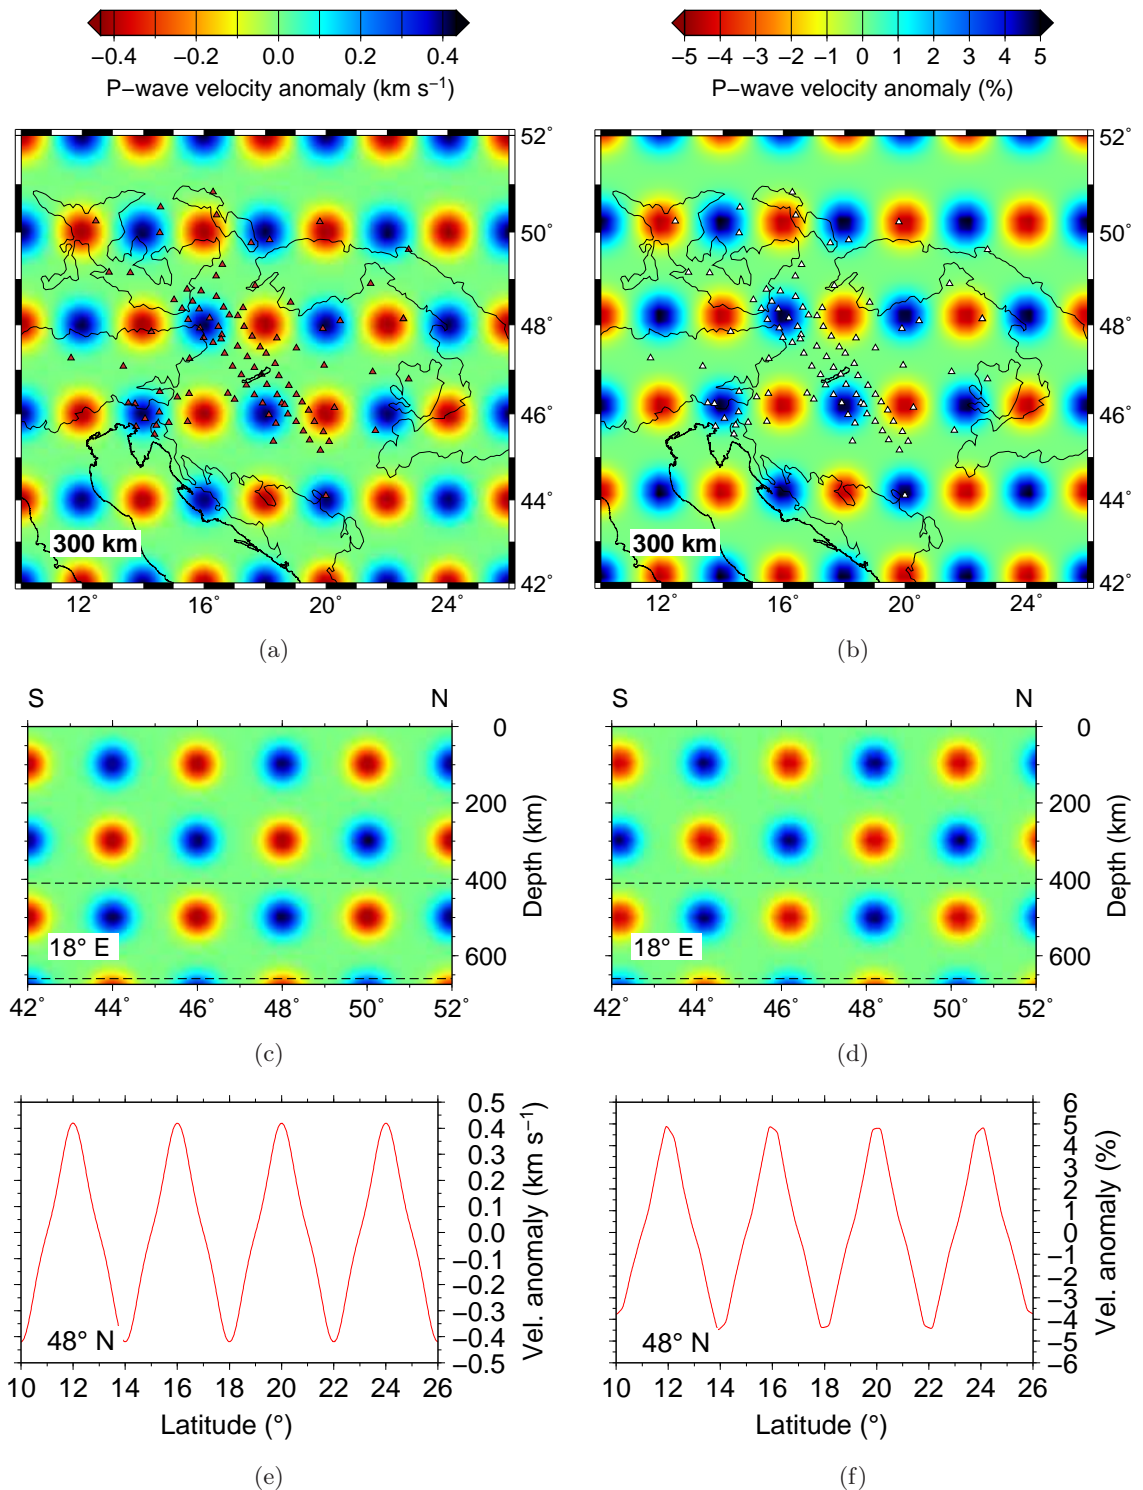 −0.4 −0.2 0.0 0.2 0.4
P−wave velocity anomaly (km s⁻¹)
−5 −4 −3 −2 −1 0 1 2 3 4 5
P−wave velocity anomaly (%)
52°
50°
48°
46°
44°
42°
300 km
12° 16° 20° 24°
(a)
52°
50°
48°
46°
44°
42°
300 km
12° 16° 20° 24°
(b)
S N
0
200
400
600
Depth (km)
18° E
42° 44° 46° 48° 50° 52°
(c)
S N
0
200
400
600
Depth (km)
18° E
42° 44° 46° 48° 50° 52°
(d)
0.5
0.4
0.3
0.2
0.1
0.0
−0.1
−0.2
−0.3
−0.4
−0.5
Vel. anomaly (km s⁻¹)
48° N
10 12 14 16 18 20 22 24 26
Latitude (°)
(e)
6
5
4
3
2
1
0
−1
−2
−3
−4
−5
−6
Vel. anomaly (%)
48° N
10 12 14 16 18 20 22 24 26
Latitude (°)
(f)